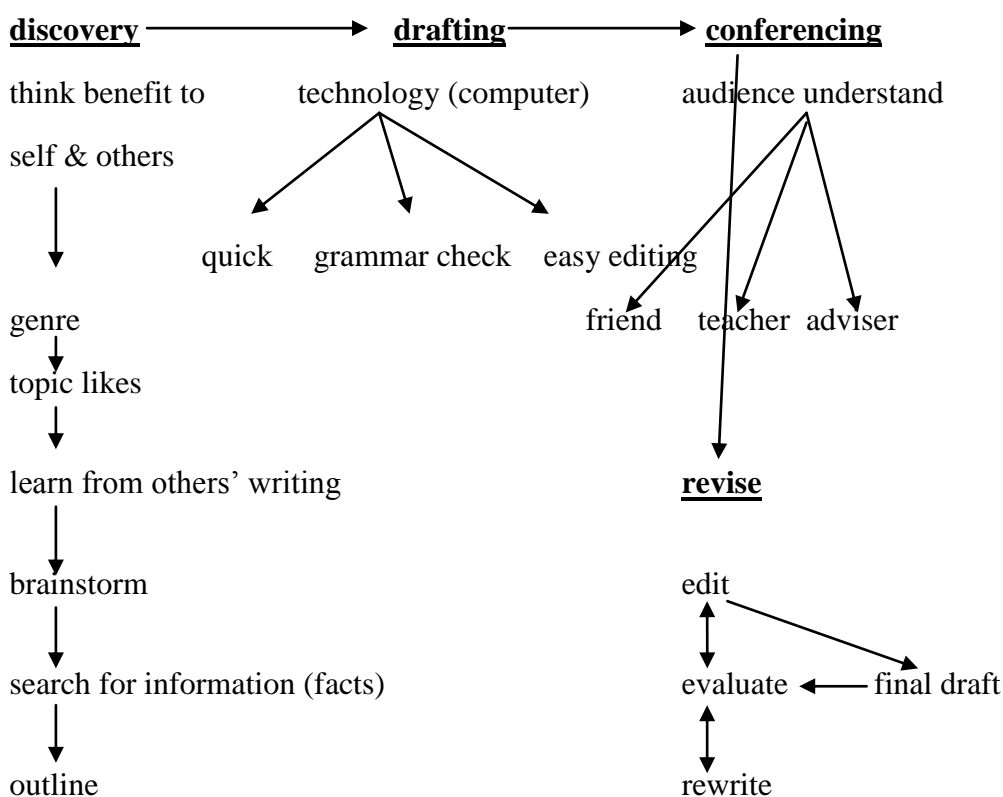 discovery drafting conferencing
think benefit to technology (computer) audience understand
self & others
quick grammar check easy editing
genre friend teacher adviser
topic likes
learn from others’ writing revise
brainstorm edit
search for information (facts) evaluate final draft
outline rewrite